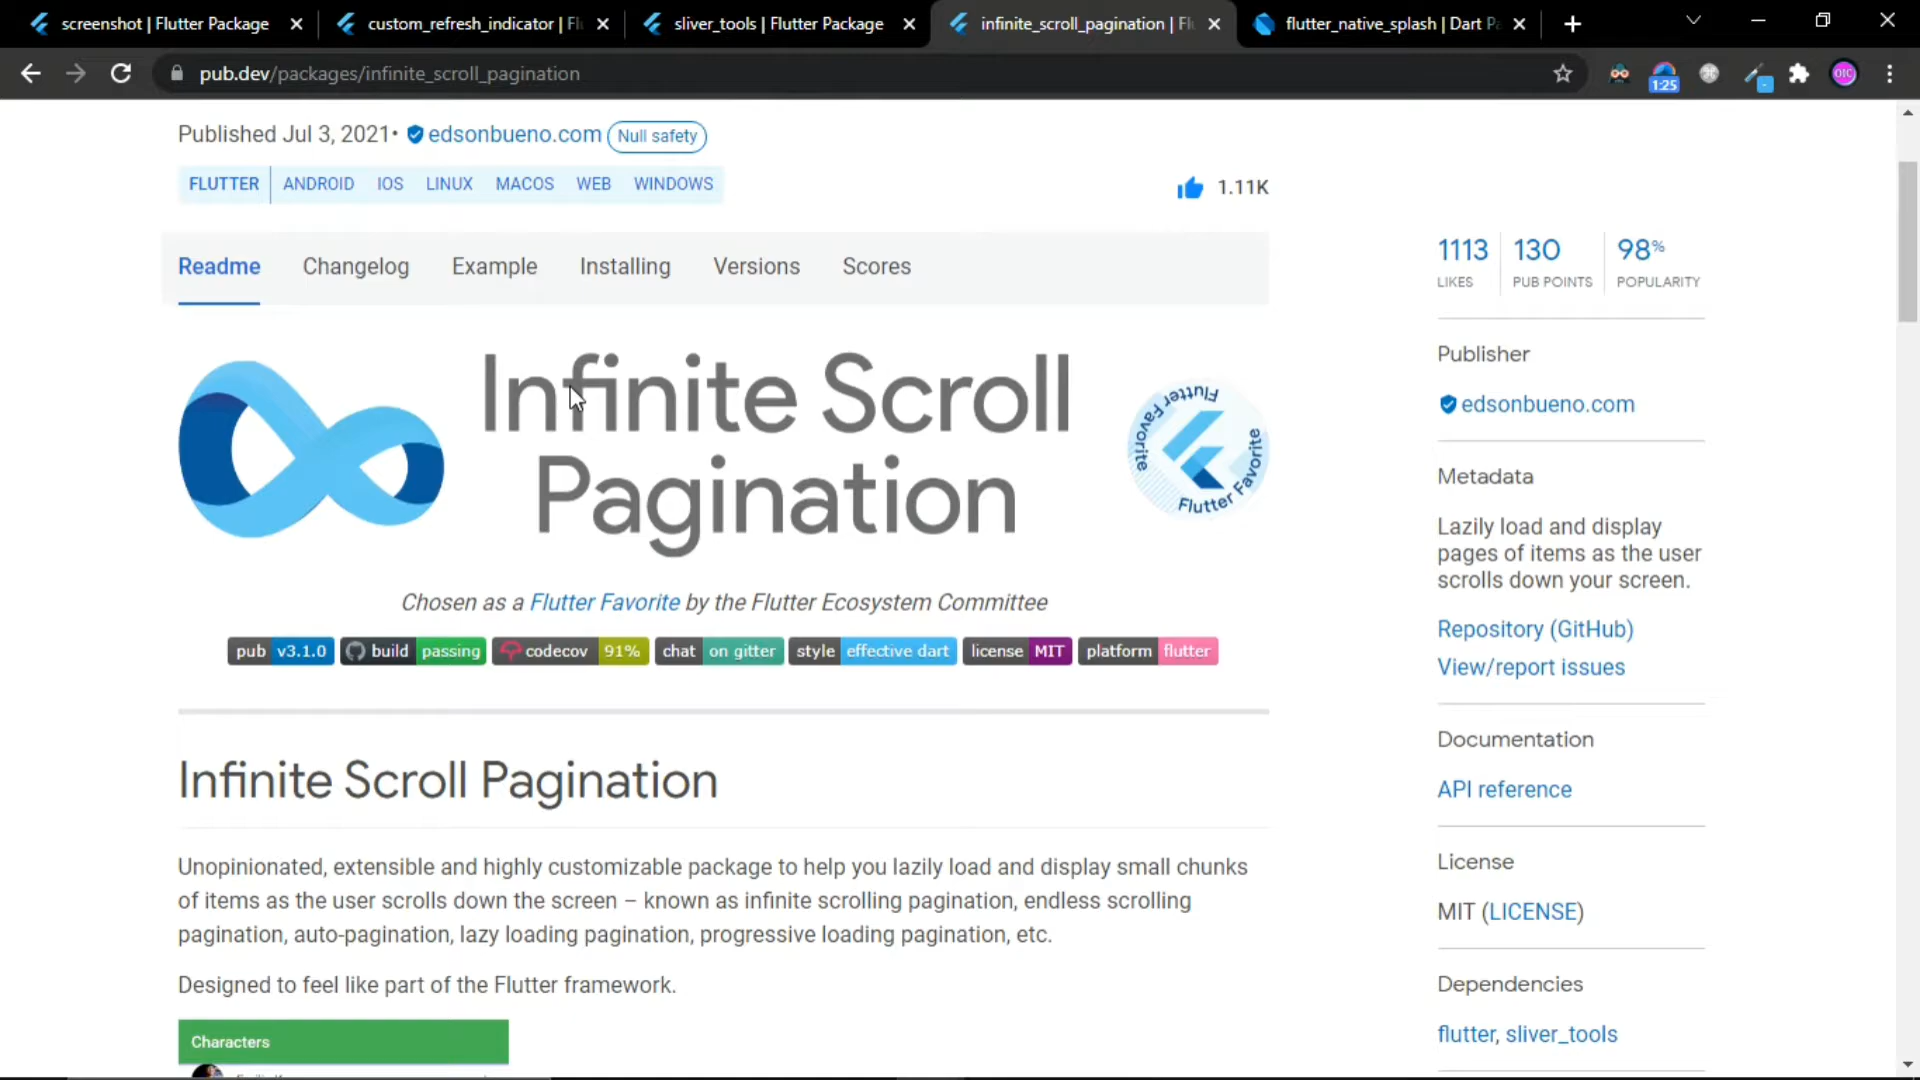 screenshot | Flutter Package
custom_refresh_indicator | Fl
sliver_tools | Flutter Package
infinite_scroll_pagination | Fl
flutter_native_splash | Dart Pa
pub.dev/packages/infinite_scroll_pagination
1:25
OIC
Published Jul 3, 2021• edsonbueno.com Null safety
FLUTTER ANDROID IOS LINUX MACOS WEB WINDOWS
1.11K
Readme Changelog Example Installing Versions Scores
1113 130 98%
LIKES PUB POINTS POPULARITY
Infinite Scroll
Pagination
Flutter Favorite
Flutter Favorite
Chosen as a Flutter Favorite by the Flutter Ecosystem Committee
pub v3.1.0 build passing codecov 91% chat on gitter style effective dart license MIT platform flutter
Infinite Scroll Pagination
Unopinionated, extensible and highly customizable package to help you lazily load and display small chunks
of items as the user scrolls down the screen – known as infinite scrolling pagination, endless scrolling
pagination, auto-pagination, lazy loading pagination, progressive loading pagination, etc.
Designed to feel like part of the Flutter framework.
Characters
Publisher
edsonbueno.com
Metadata
Lazily load and display
pages of items as the user
scrolls down your screen.
Repository (GitHub)
View/report issues
Documentation
API reference
License
MIT (LICENSE)
Dependencies
flutter, sliver_tools